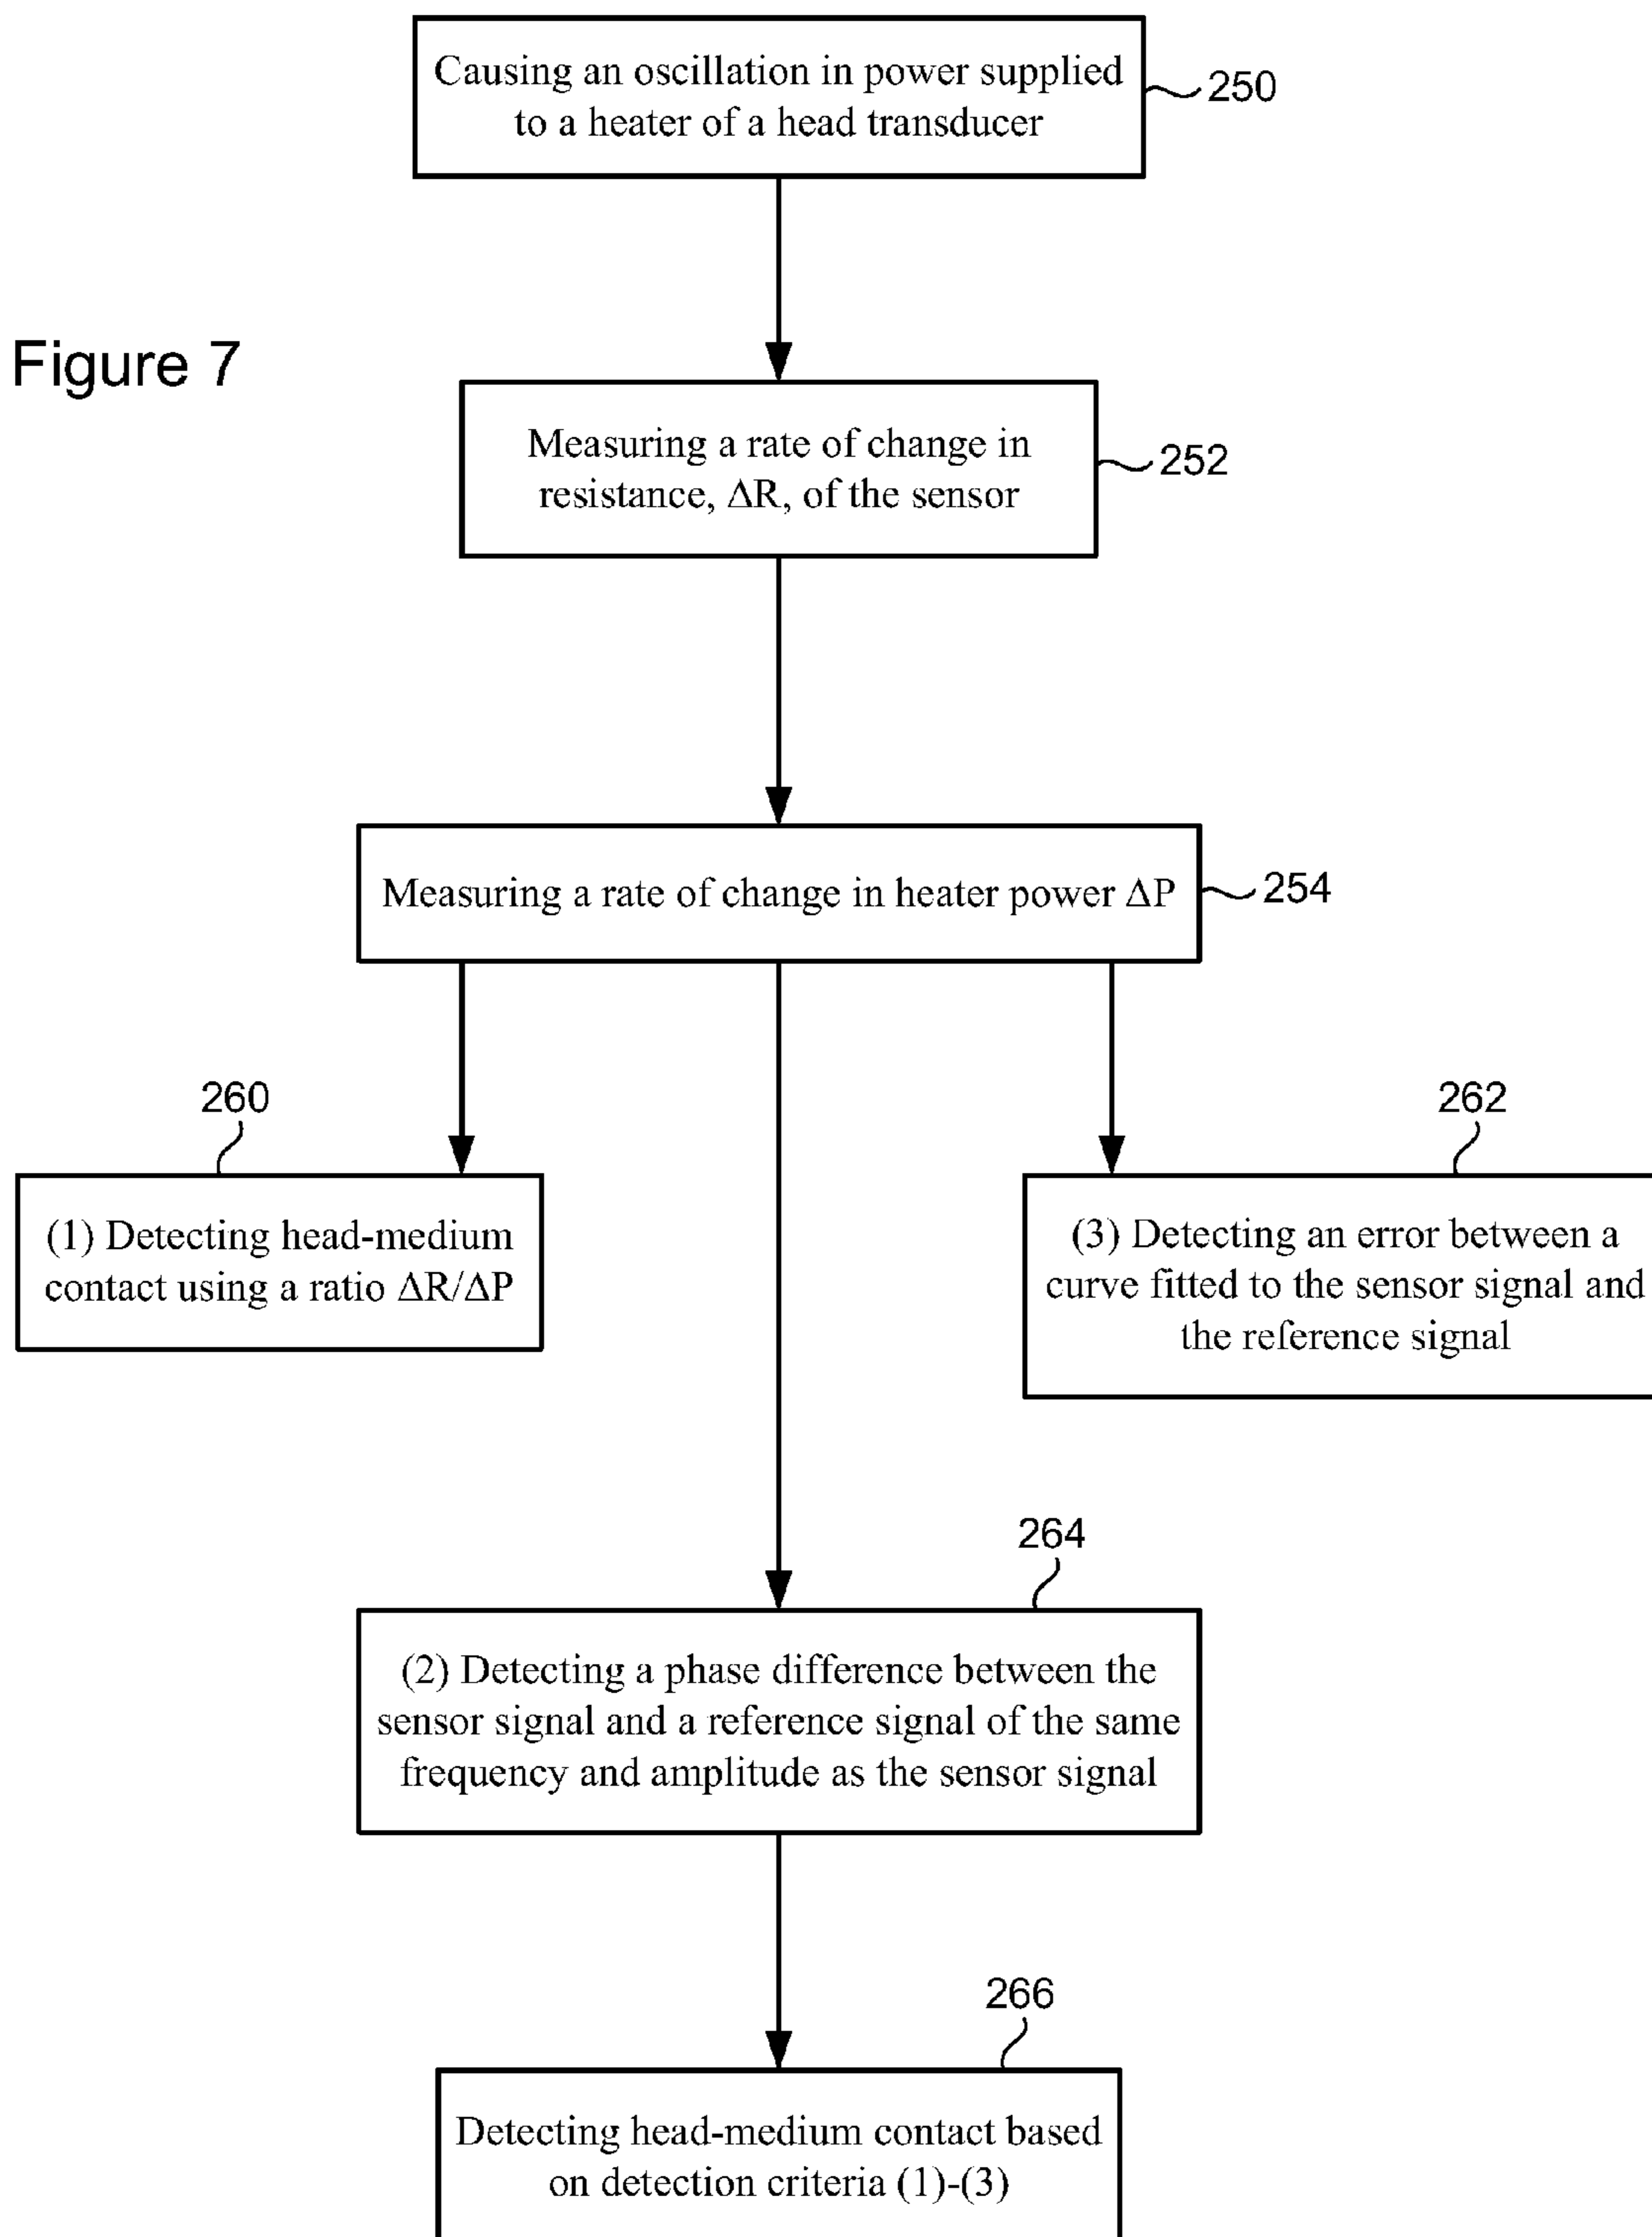 Causing an oscillation in power supplied
to a heater of a head transducer
250
Figure 7
Measuring a rate of change in
resistance, ΔR, of the sensor
252
Measuring a rate of change in heater power ΔP
254
260
(1) Detecting head-medium
contact using a ratio ΔR/ΔP
262
(3) Detecting an error between a
curve fitted to the sensor signal and
the reference signal
264
(2) Detecting a phase difference between the
sensor signal and a reference signal of the same
frequency and amplitude as the sensor signal
266
Detecting head-medium contact based
on detection criteria (1)-(3)